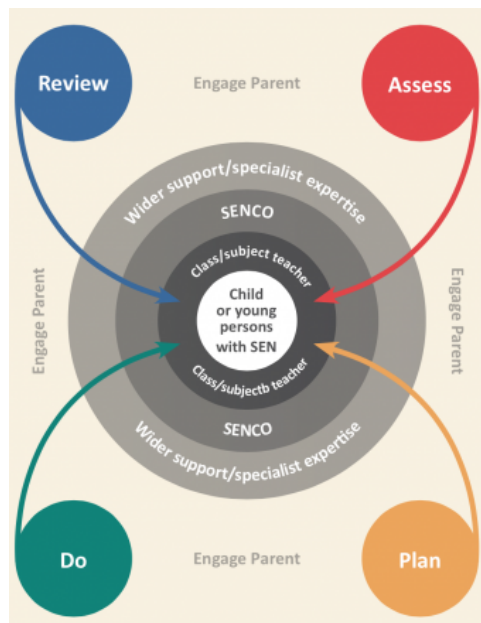 Review
Engage Parent
Assess
Wider support/specialist expertise
SENCO
Class/subject teacher
Engage Parent
Child
or young
persons
with SEN
Engage Parent
Class/subjectb teacher
SENCO
Wider support/specialist expertise
Do
Engage Parent
Plan